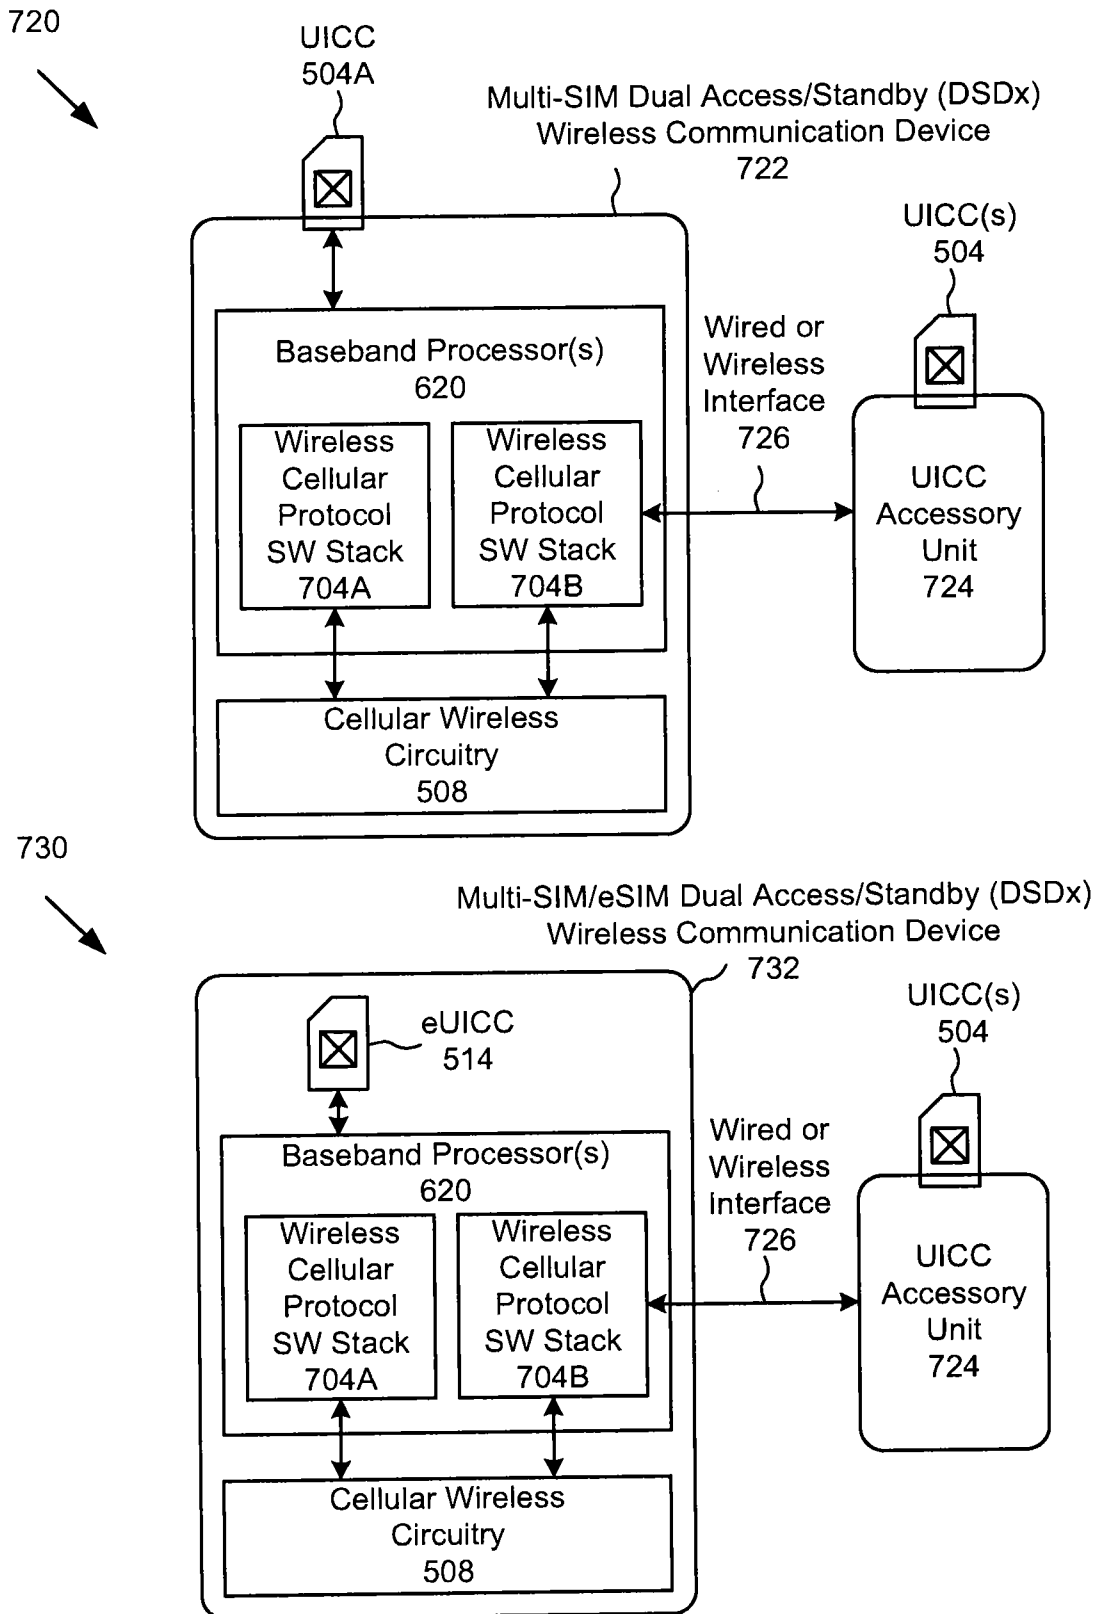 720
UICC
504A
Multi-SIM Dual Access/Standby (DSDx)
Wireless Communication Device
722
UICC(s)
504
Baseband Processor(s)
620
Wireless
Cellular
Protocol
SW Stack
704A
Wireless
Cellular
Protocol
SW Stack
704B
Wired or
Wireless
Interface
726
UICC
Accessory
Unit
724
Cellular Wireless
Circuitry
508
730
Multi-SIM/eSIM Dual Access/Standby (DSDx)
Wireless Communication Device
732
eUICC
514
UICC(s)
504
Baseband Processor(s)
620
Wireless
Cellular
Protocol
SW Stack
704A
Wireless
Cellular
Protocol
SW Stack
704B
Wired or
Wireless
Interface
726
UICC
Accessory
Unit
724
Cellular Wireless
Circuitry
508